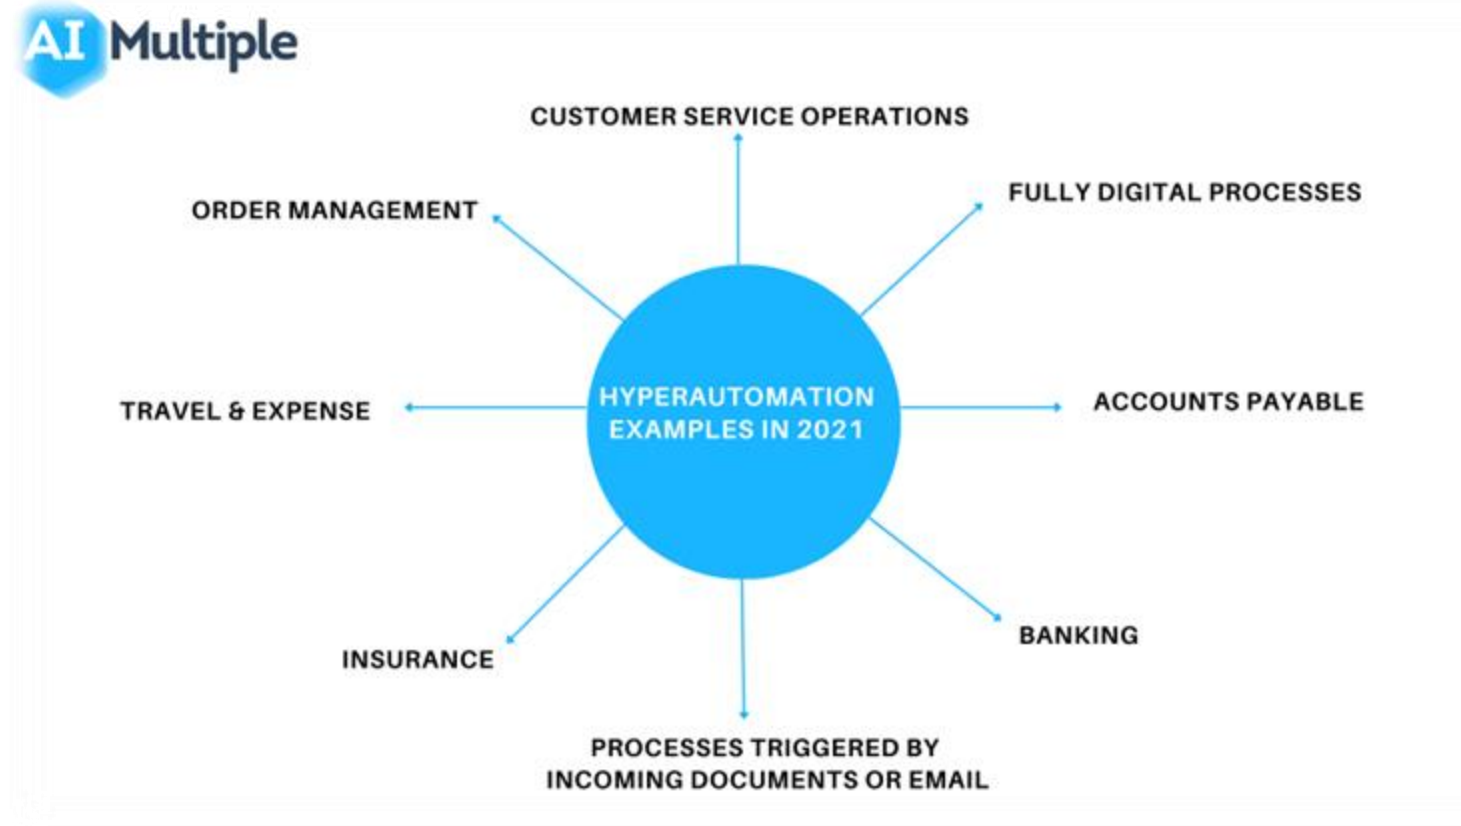 AI Multiple
CUSTOMER SERVICE OPERATIONS
FULLY DIGITAL PROCESSES
ORDER MANAGEMENT
HYPERAUTOMATION
EXAMPLES IN 2021
TRAVEL & EXPENSE
ACCOUNTS PAYABLE
BANKING
INSURANCE
PROCESSES TRIGGERED BY
INCOMING DOCUMENTS OR EMAIL